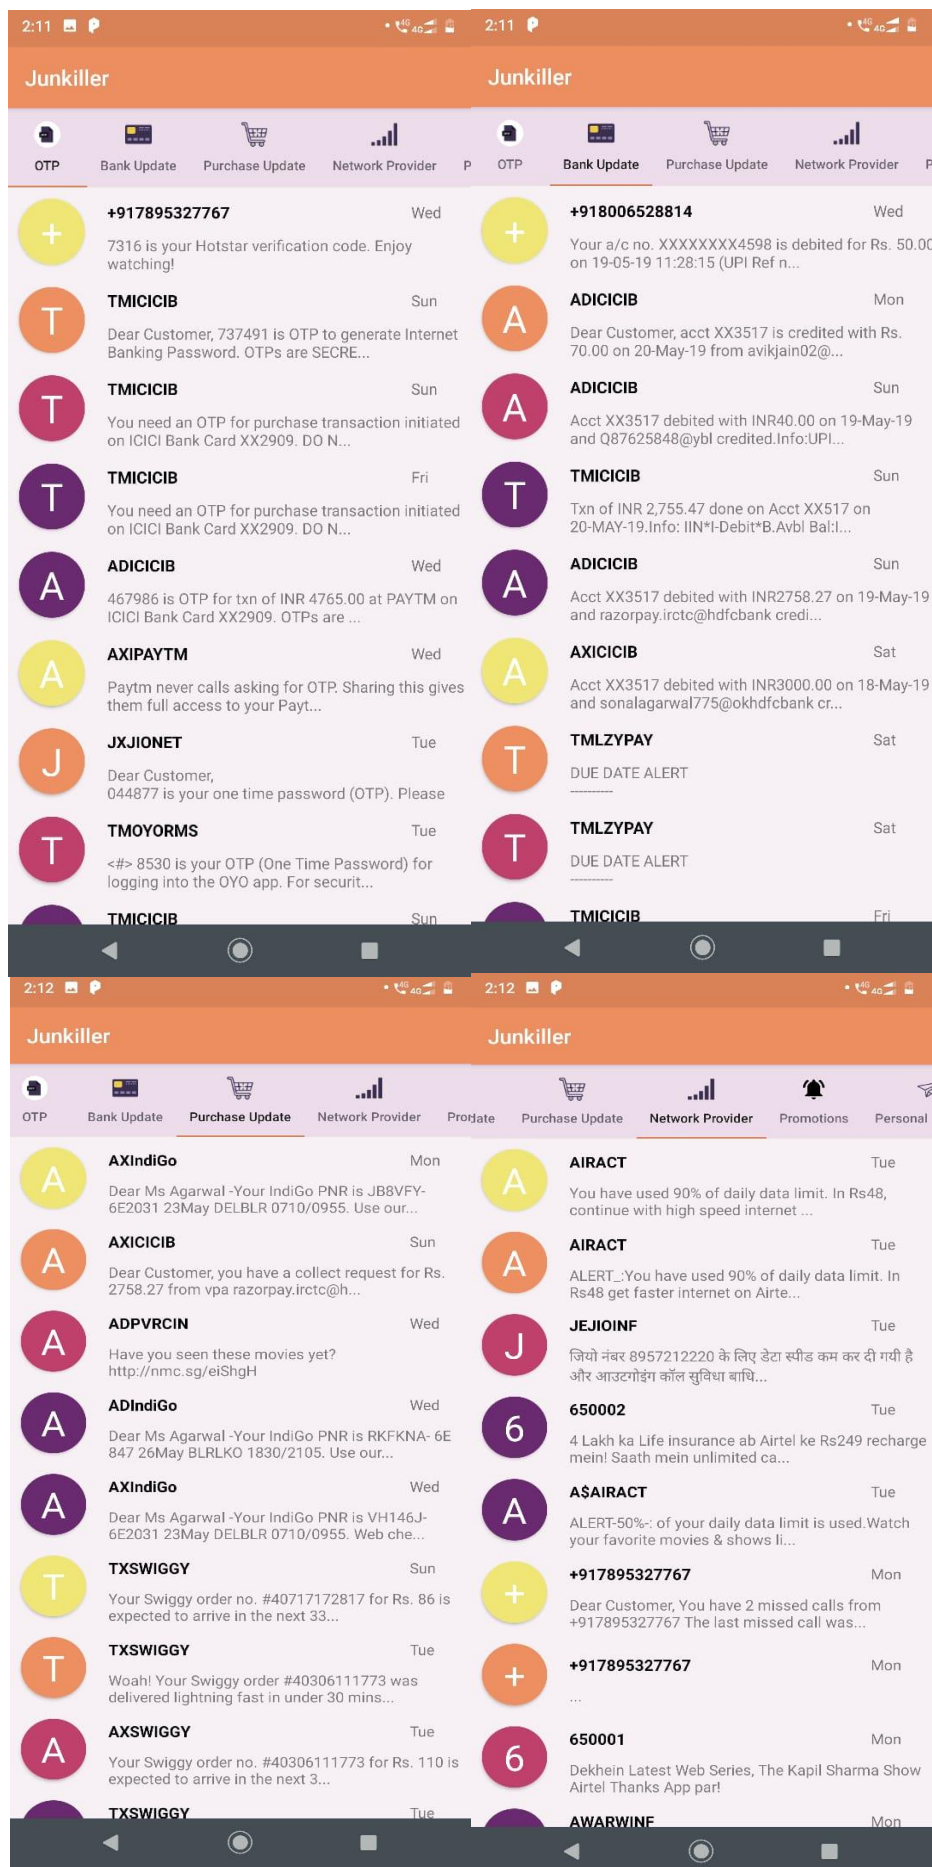 2:11
4G
4G
Junkiller
OTP
Bank Update
Purchase Update
Network Provider
P
+917895327767
Wed
7316 is your Hotstar verification code. Enjoy
watching!
TMICICIB
Sun
Dear Customer, 737491 is OTP to generate Internet
Banking Password. OTPs are SECRE...
TMICICIB
Sun
You need an OTP for purchase transaction initiated
on ICICI Bank Card XX2909. DO N...
TMICICIB
Fri
You need an OTP for purchase transaction initiated
on ICICI Bank Card XX2909. DO N...
ADICICIB
Wed
467986 is OTP for txn of INR 4765.00 at PAYTM on
ICICI Bank Card XX2909. OTPs are ...
AXIPAYTM
Wed
Paytm never calls asking for OTP. Sharing this gives
them full access to your Payt...
JXJIONET
Tue
Dear Customer,
044877 is your one time password (OTP). Please
TMOYORMS
Tue
<#> 8530 is your OTP (One Time Password) for
logging into the OYO app. For securit...
TMICICIB
Sun
+
T
T
T
A
A
J
T
2:11
4G
4G
Junkiller
OTP
Bank Update
Purchase Update
Network Provider
P
+918006528814
Wed
Your a/c no. XXXXXXXX4598 is debited for Rs. 50.00
on 19-05-19 11:28:15 (UPI Ref n...
ADICICIB
Mon
Dear Customer, acct XX3517 is credited with Rs.
70.00 on 20-May-19 from avikjain02@...
ADICICIB
Sun
Acct XX3517 debited with INR40.00 on 19-May-19
and Q87625848@ybl credited.Info:UPI...
TMICICIB
Sun
Txn of INR 2,755.47 done on Acct XX517 on
20-MAY-19.Info: IIN*I-Debit*B.Avbl Bal:I...
ADICICIB
Sun
Acct XX3517 debited with INR2758.27 on 19-May-19
and razorpay.irctc@hdfcbank credi...
AXICICIB
Sat
Acct XX3517 debited with INR3000.00 on 18-May-19
and sonalagarwal775@okhdfcbank cr...
TMLZYPAY
Sat
DUE DATE ALERT
----------
TMLZYPAY
Sat
DUE DATE ALERT
----------
TMICICIB
Fri
+
A
A
T
A
A
T
T
2:12
4G
4G
Junkiller
OTP
Bank Update
Purchase Update
Network Provider
Pro
AXIndiGo
Mon
Dear Ms Agarwal -Your IndiGo PNR is JB8VFY-
6E2031 23May DELBLR 0710/0955. Use our...
AXICICIB
Sun
Dear Customer, you have a collect request for Rs.
2758.27 from vpa razorpay.irctc@h...
ADPVRCIN
Wed
Have you seen these movies yet?
http://nmc.sg/eiShgH
ADIndiGo
Wed
Dear Ms Agarwal -Your IndiGo PNR is RKFKNA- 6E
847 26May BLRLKO 1830/2105. Use our...
AXIndiGo
Wed
Dear Ms Agarwal -Your IndiGo PNR is VH146J-
6E2031 23May DELBLR 0710/0955. Web che...
TXSWIGGY
Sun
Your Swiggy order no. #40717172817 for Rs. 86 is
expected to arrive in the next 33...
TXSWIGGY
Tue
Woah! Your Swiggy order #40306111773 was
delivered lightning fast in under 30 mins...
AXSWIGGY
Tue
Your Swiggy order no. #40306111773 for Rs. 110 is
expected to arrive in the next 3...
TXSWIGGY
Tue
A
A
A
A
A
T
T
A
2:12
4G
4G
Junkiller
date
Purchase Update
Network Provider
Promotions
Personal
AIRACT
Tue
You have used 90% of daily data limit. In Rs48,
continue with high speed internet ...
AIRACT
Tue
ALERT_:You have used 90% of daily data limit. In
Rs48 get faster internet on Airte...
JEJIOINF
Tue
जियो नंबर 8957212220 के लिए डेटा स्पीड कम कर दी गयी है
और आउटगोइंग कॉल सुविधा बाधि...
650002
Tue
4 Lakh ka Life insurance ab Airtel ke Rs249 recharge
mein! Saath mein unlimited ca...
A$AIRACT
Tue
ALERT-50%-: of your daily data limit is used.Watch
your favorite movies & shows li...
+917895327767
Mon
Dear Customer, You have 2 missed calls from
+917895327767 The last missed call was...
+917895327767
Mon
...
650001
Mon
Dekhein Latest Web Series, The Kapil Sharma Show
Airtel Thanks App par!
AWARWINF
Mon
A
A
J
6
A
+
+
6